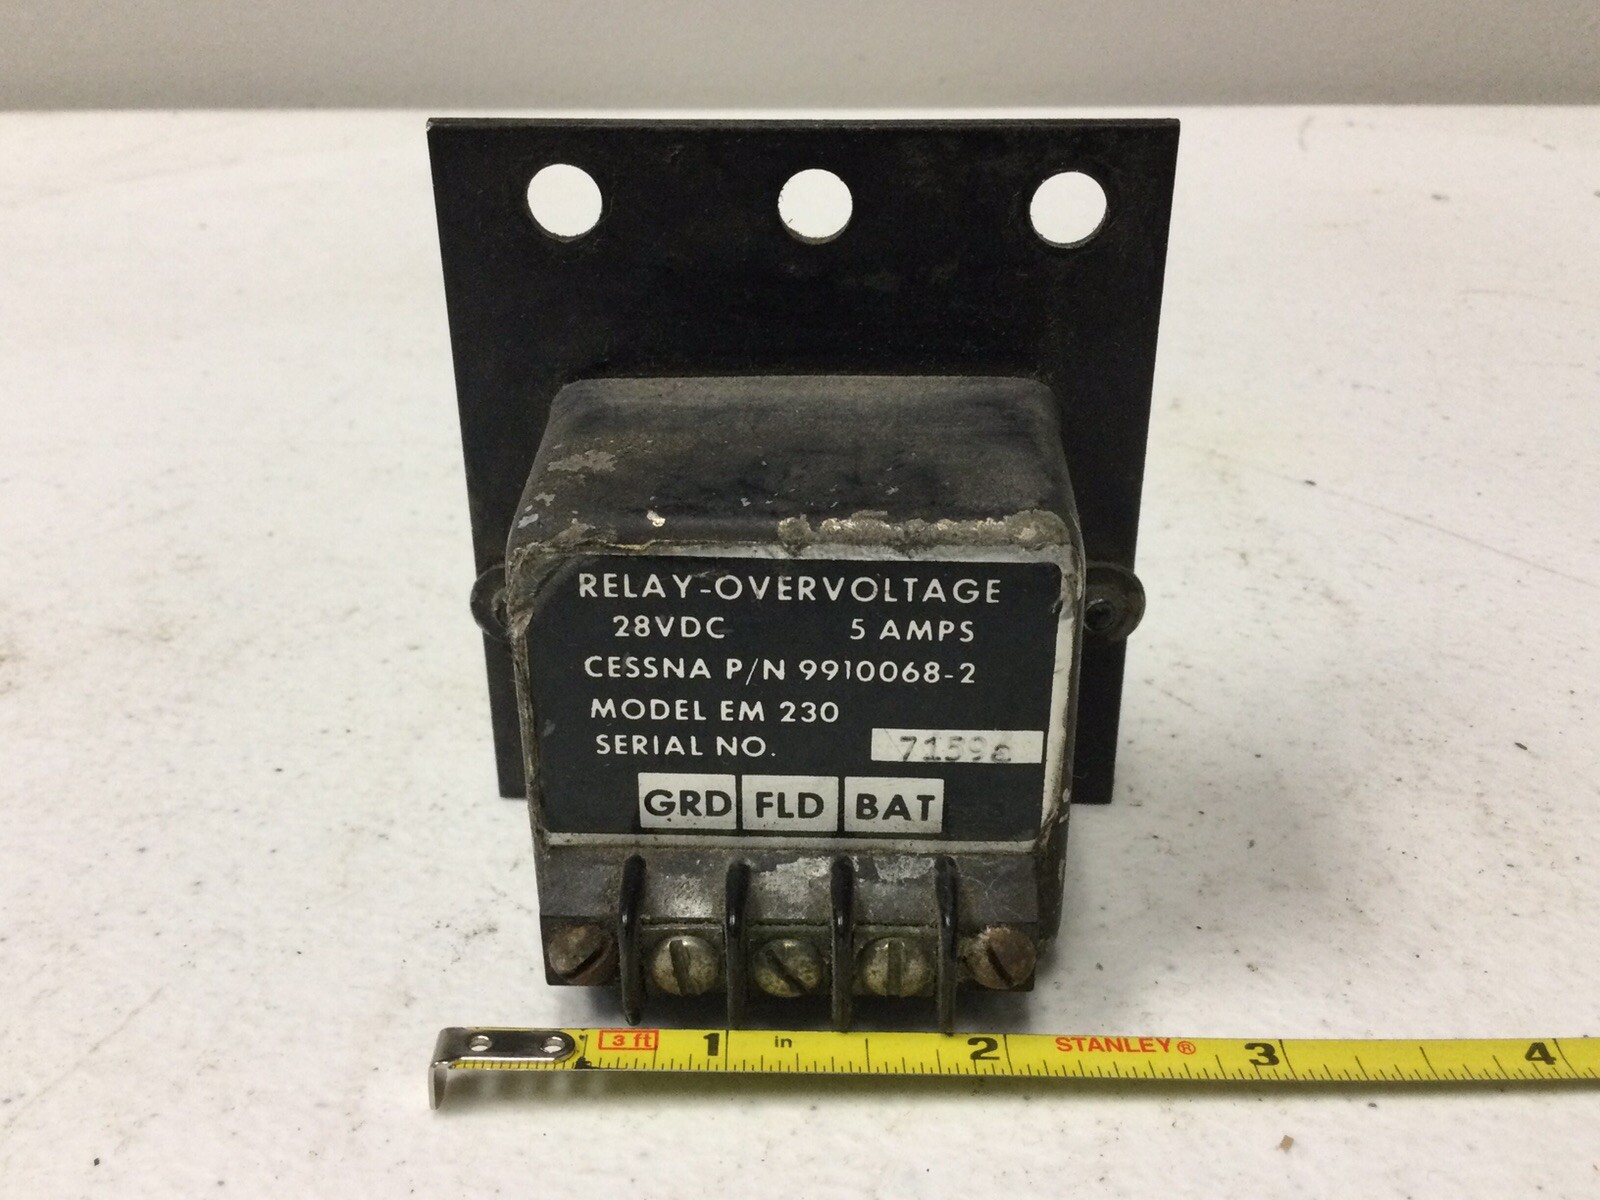 RELAY-OVERVOLTAGE
28VDC 5 AMPS
CESSNA P/N 9910068-2
MODEL EM 230
SERIAL NO.
GRD FLD BAT
3 ft 1 in 2 STANLEY® 3 4